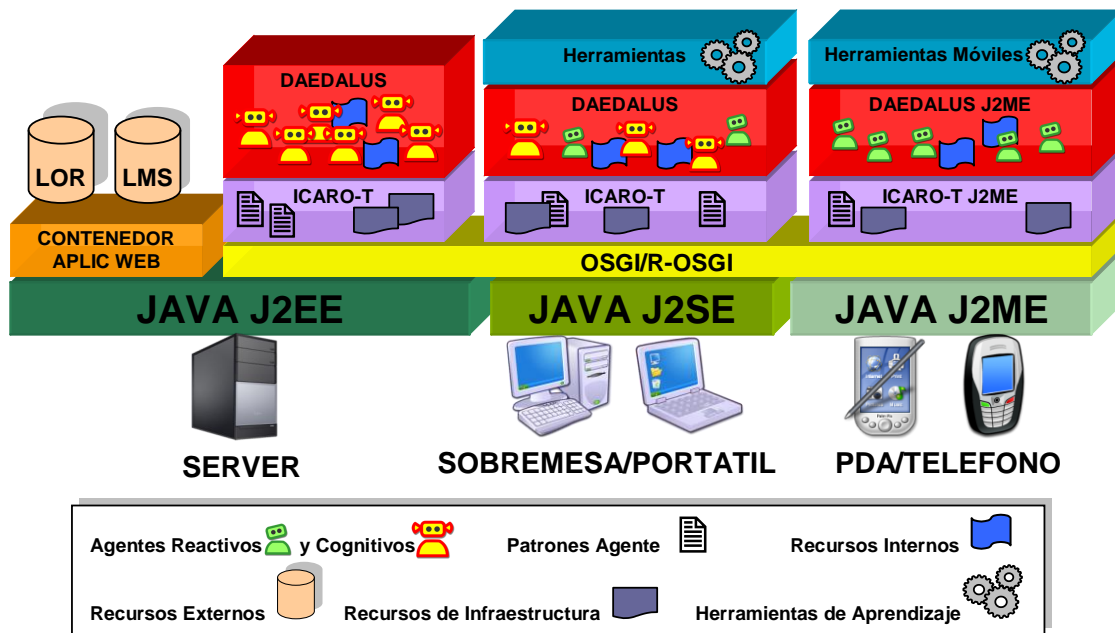 Herramientas
Herramientas Móviles
DAEDALUS
DAEDALUS
DAEDALUS J2ME
LOR
LMS
ICARO-T
ICARO-T
ICARO-T J2ME
CONTENEDOR
APLIC WEB
OSGI/R-OSGI
JAVA J2EE
JAVA J2SE
JAVA J2ME
SERVER
SOBREMESA/PORTATIL
PDA/TELEFONO
Agentes Reactivos y Cognitivos
Patrones Agente
Recursos Internos
Recursos Externos
Recursos de Infraestructura
Herramientas de Aprendizaje